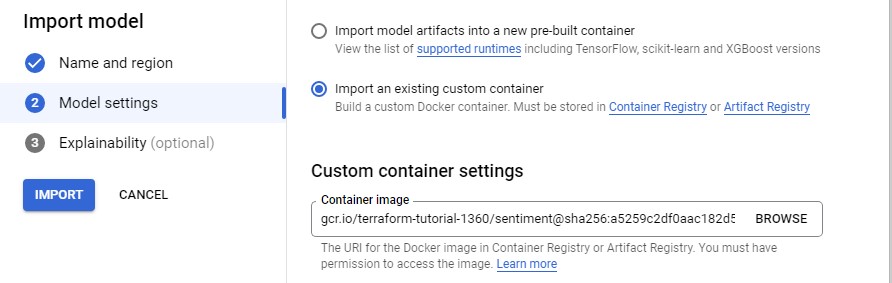 Import model
Name and region
2 Model settings
3 Explainability (optional)
IMPORT CANCEL
Import model artifacts into a new pre-built container
View the list of supported runtimes including TensorFlow, scikit-learn and XGBoost versions
Import an existing custom container
Build a custom Docker container. Must be stored in Container Registry or Artifact Registry
Custom container settings
Container image
gcr.io/terraform-tutorial-1360/sentiment@sha256:a5259c2df0aac182d5 BROWSE
The URI for the Docker image in Container Registry or Artifact Registry. You must have
permission to access the image. Learn more